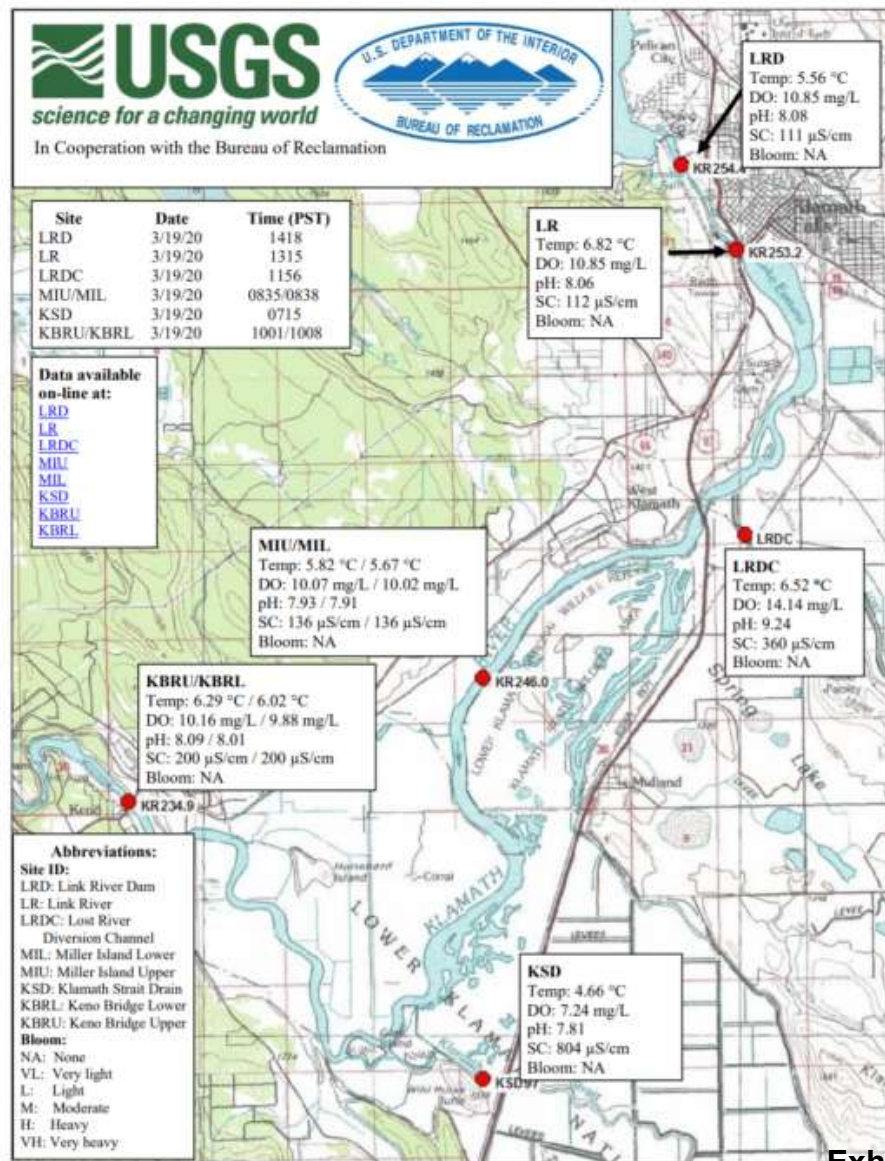 USGS
science for a changing world
U.S. DEPARTMENT OF THE INTERIOR
BUREAU OF RECLAMATION
In Cooperation with the Bureau of Reclamation
Pelican
City
LRD
Temp: 5.56 °C
DO: 10.85 mg/L
pH: 8.08
SC: 111 µS/cm
Bloom: NA
KR254.4
Site Date Time (PST)
LRD 3/19/20 1418
LR 3/19/20 1315
LRDC 3/19/20 1156
MIU/MIL 3/19/20 0835/0838
KSD 3/19/20 0715
KBRU/KBRL 3/19/20 1001/1008
LR
Temp: 6.82 °C
DO: 10.85 mg/L
pH: 8.06
SC: 112 µS/cm
Bloom: NA
Klamath
Falls
KR253.2
Data available
on-line at:
LRD
LR
LRDC
MIU
MIL
KSD
KBRU
KBRL
West
Klamath
LRDC
MIU/MIL
Temp: 5.82 °C / 5.67 °C
DO: 10.07 mg/L / 10.02 mg/L
pH: 7.93 / 7.91
SC: 136 µS/cm / 136 µS/cm
Bloom: NA
LRDC
Temp: 6.52 °C
DO: 14.14 mg/L
pH: 9.24
SC: 360 µS/cm
Bloom: NA
RIVER
KR246.0
KBRU/KBRL
Temp: 6.29 °C / 6.02 °C
DO: 10.16 mg/L / 9.88 mg/L
pH: 8.09 / 8.01
SC: 200 µS/cm / 200 µS/cm
Bloom: NA
Spring
Lake
Midland
Keno
KR234.9
Corral
Island
LOWER
KLAMATH
LEVEES
LEVEE
Abbreviations:
Site ID:
LRD: Link River Dam
LR: Link River
LRDC: Lost River
Diversion Channel
MIL: Miller Island Lower
MIU: Miller Island Upper
KSD: Klamath Strait Drain
KBRL: Keno Bridge Lower
KBRU: Keno Bridge Upper
Bloom:
NA: None
VL: Very light
L: Light
M: Moderate
H: Heavy
VH: Very heavy
KSD
Temp: 4.66 °C
DO: 7.24 mg/L
pH: 7.81
SC: 804 µS/cm
Bloom: NA
KSD97
LEVEES